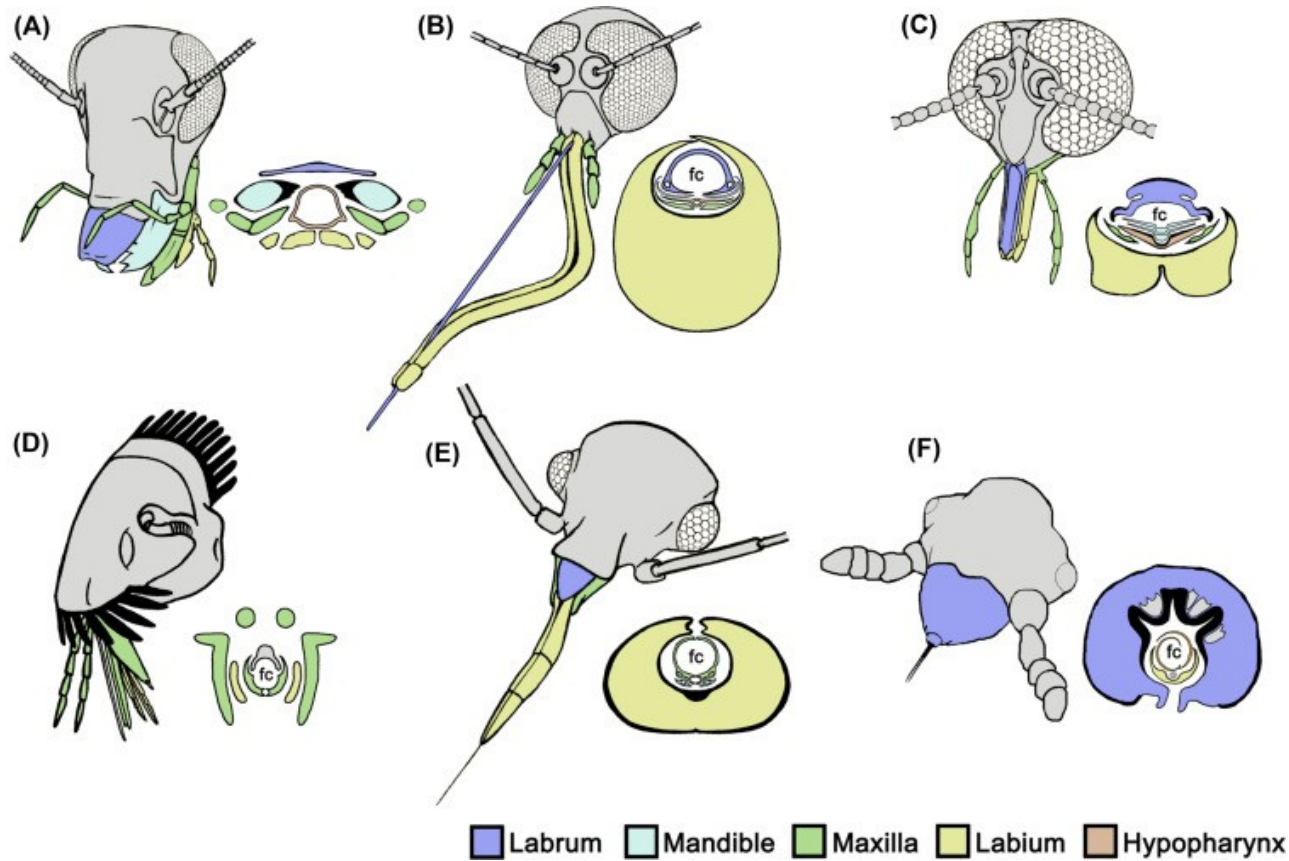 (A)
(B)
fc
(C)
fc
(D)
fc
(E)
fc
(F)
fc
Labrum Mandible Maxilla Labium Hypopharynx